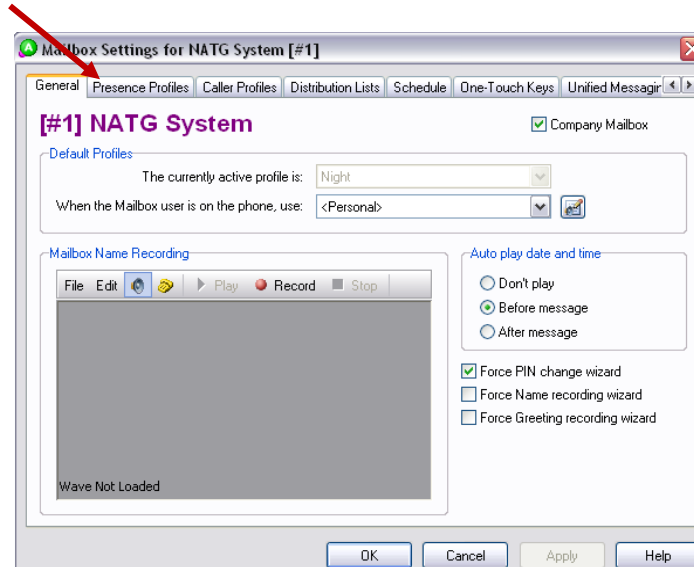 Mailbox Settings for NATG System [#1]
General Presence Profiles Caller Profiles Distribution Lists Schedule One-Touch Keys Unified Messagin
[#1] NATG System
Company Mailbox
Default Profiles
The currently active profile is: Night
When the Mailbox user is on the phone, use: <Personal>
Mailbox Name Recording
File Edit Play Record Stop
Wave Not Loaded
Auto play date and time
Don't play
Before message
After message
Force PIN change wizard
Force Name recording wizard
Force Greeting recording wizard
OK Cancel Apply Help